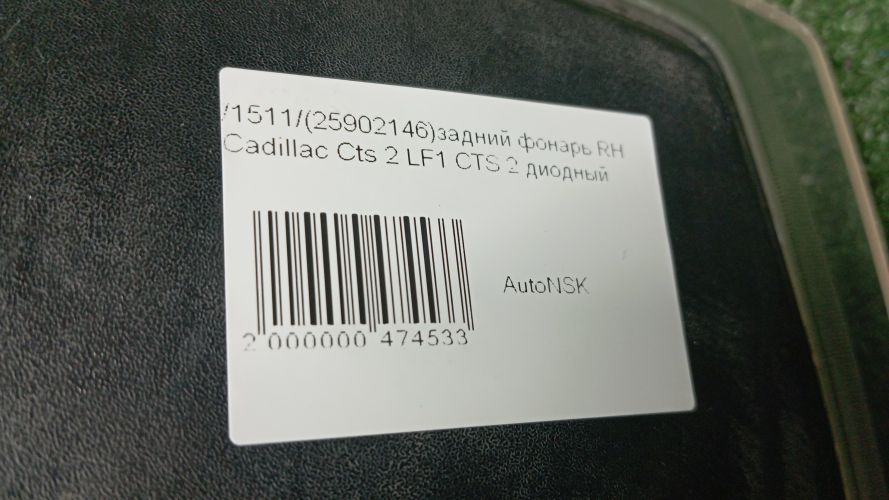 /1511/(25902146)задний фонарь RH
Cadillac Cts 2 LF1 CTS 2 диодный
AutoNSK
2 000000 474533